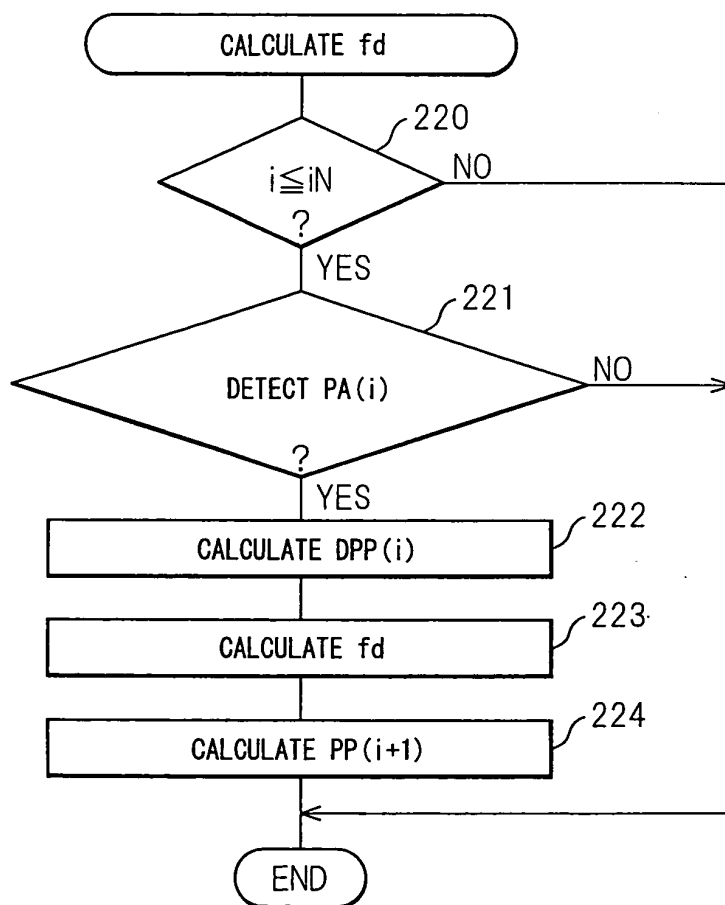 CALCULATE fd
220
i≦iN
?
NO
YES
221
DETECT PA(i)
?
NO
YES
222
CALCULATE DPP(i)
223
CALCULATE fd
224
CALCULATE PP(i+1)
END